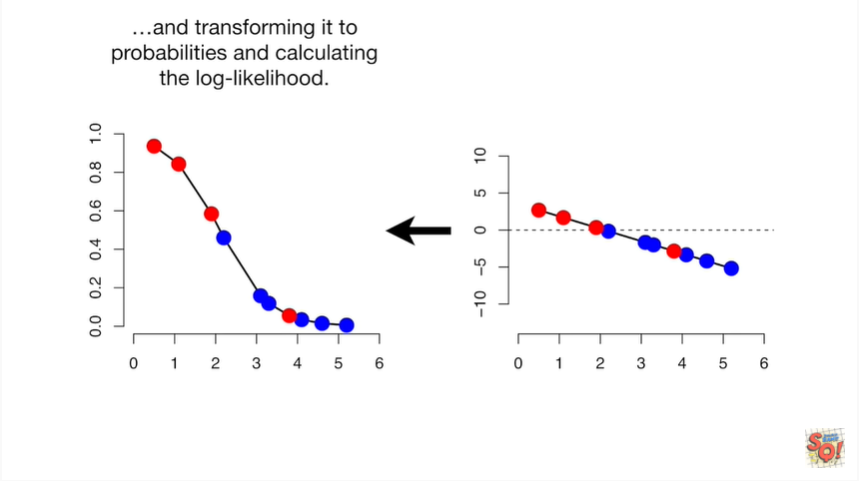 ...and transforming it to
probabilities and calculating
the log-likelihood.
1.0
0.8
0.6
0.4
0.2
0.0
0 1 2 3 4 5 6
10
5
0
−5
−10
0 1 2 3 4 5 6
SQ!